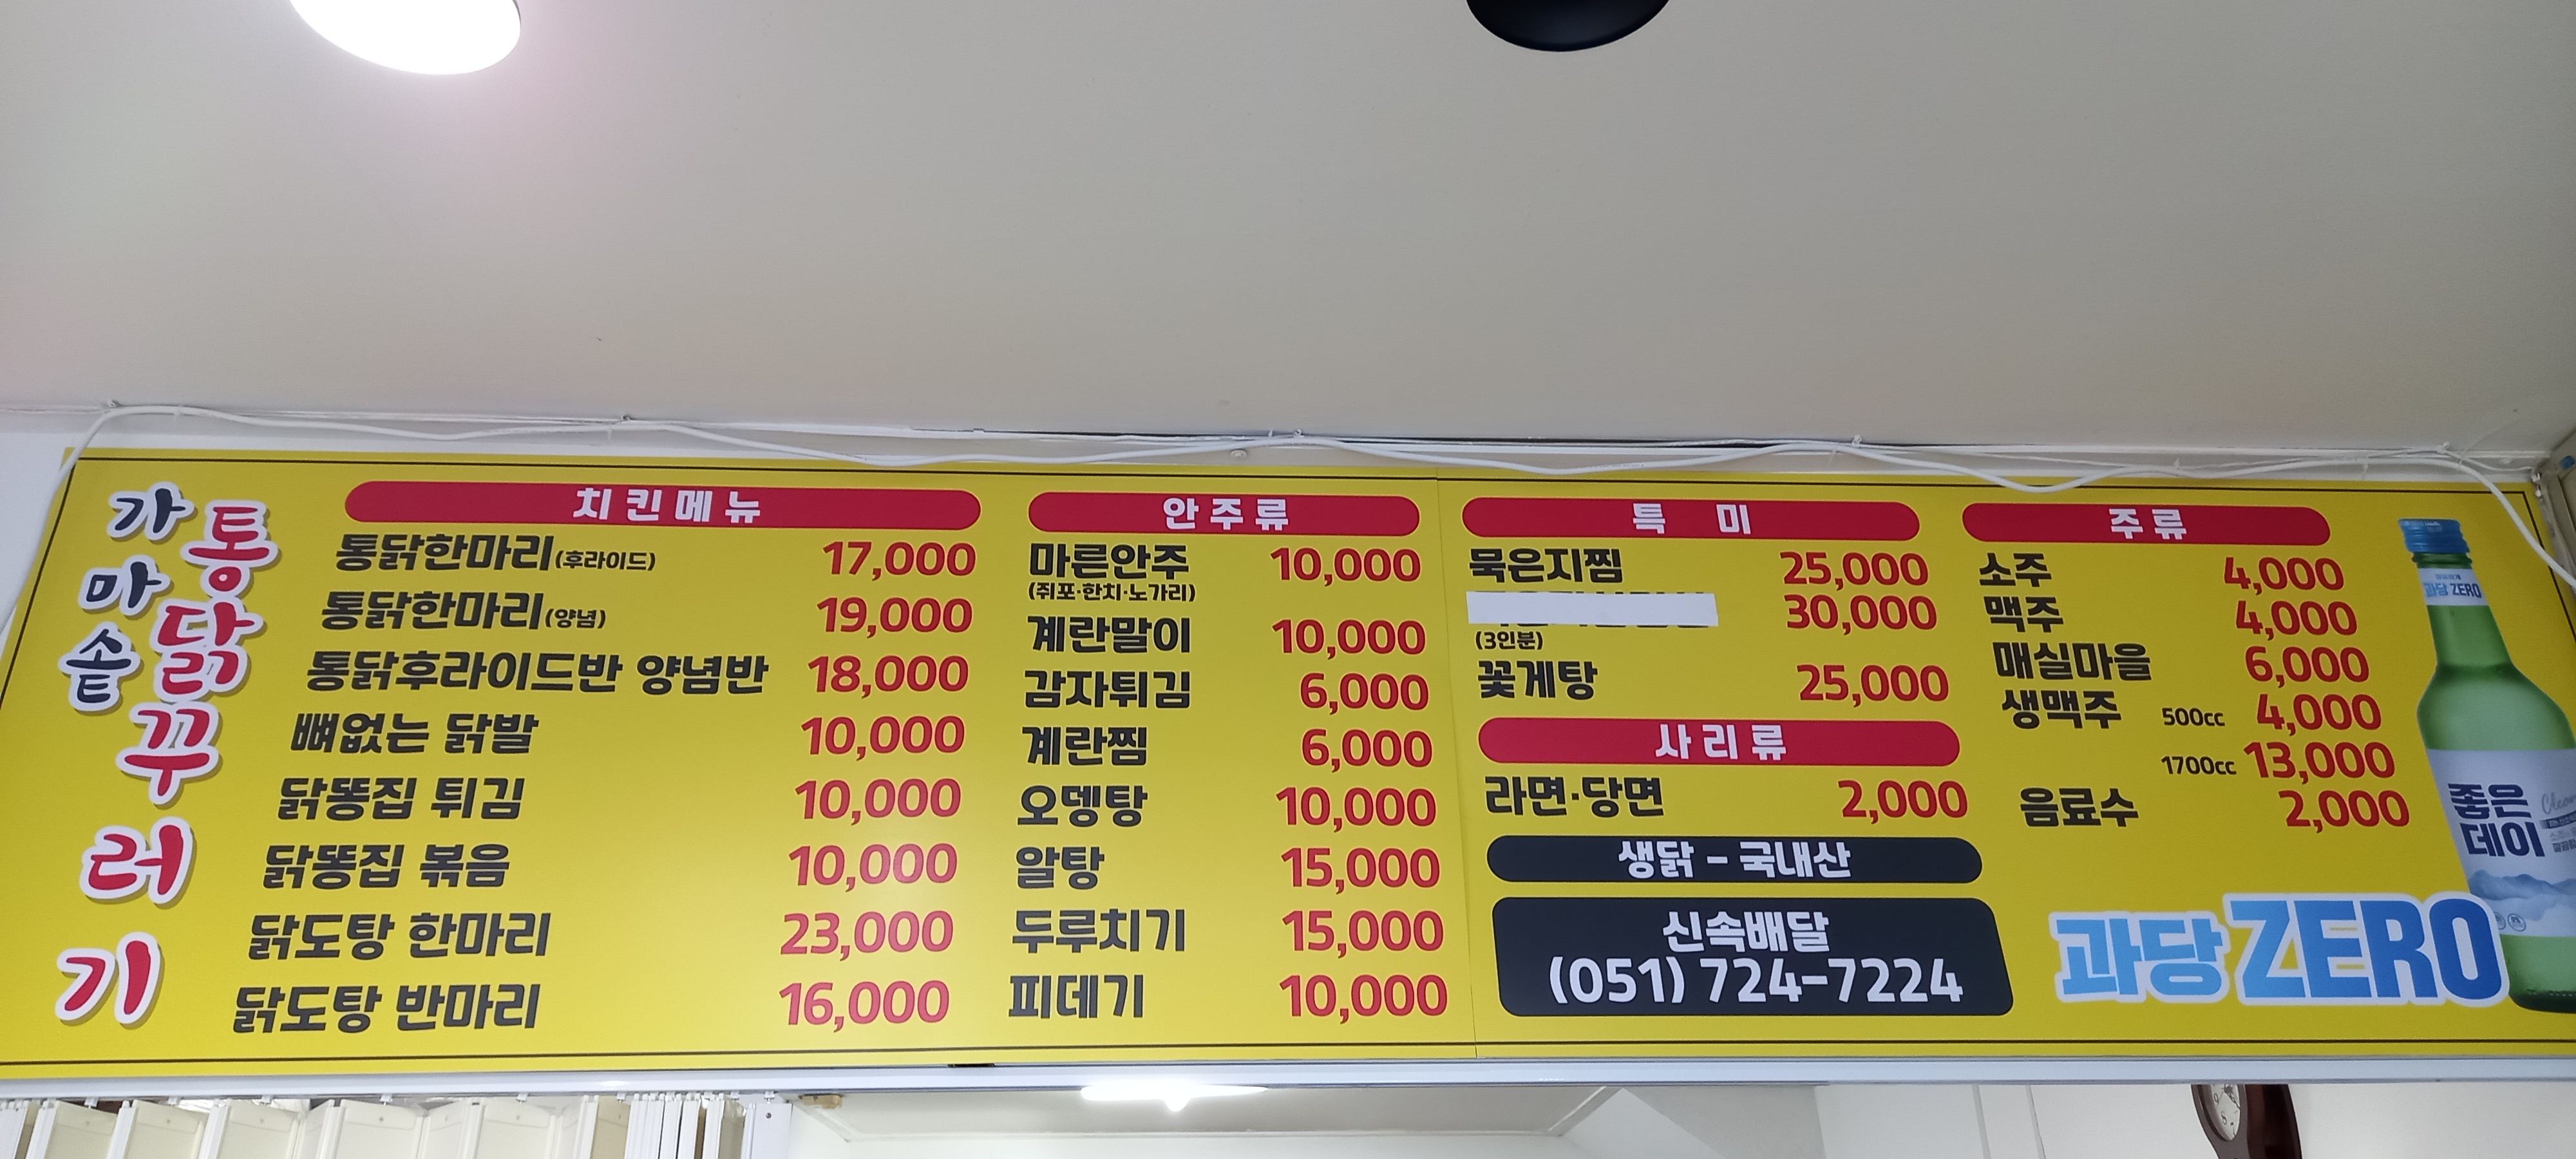 가마솥
통닭꾸러기
치킨메뉴
통닭한마리(후라이드) 17,000
통닭한마리(양념) 19,000
통닭후라이드반 양념반 18,000
뼈없는 닭발 10,000
닭똥집 튀김 10,000
닭똥집 볶음 10,000
닭도탕 한마리 23,000
닭도탕 반마리 16,000
안주류
마른안주 10,000
(쥐포·한치·노가리)
계란말이 10,000
감자튀김 6,000
계란찜 6,000
오뎅탕 10,000
알탕 15,000
두루치기 15,000
피데기 10,000
특미
묵은지찜 25,000
30,000
(3인분)
꽃게탕 25,000
사리류
라면·당면 2,000
생닭 - 국내산
신속배달
(051) 724-7224
주류
소주 4,000
맥주 4,000
매실마을 6,000
생맥주 500cc 4,000
1700cc 13,000
음료수 2,000
과당 ZERO
좋은
데이
과당 ZERO